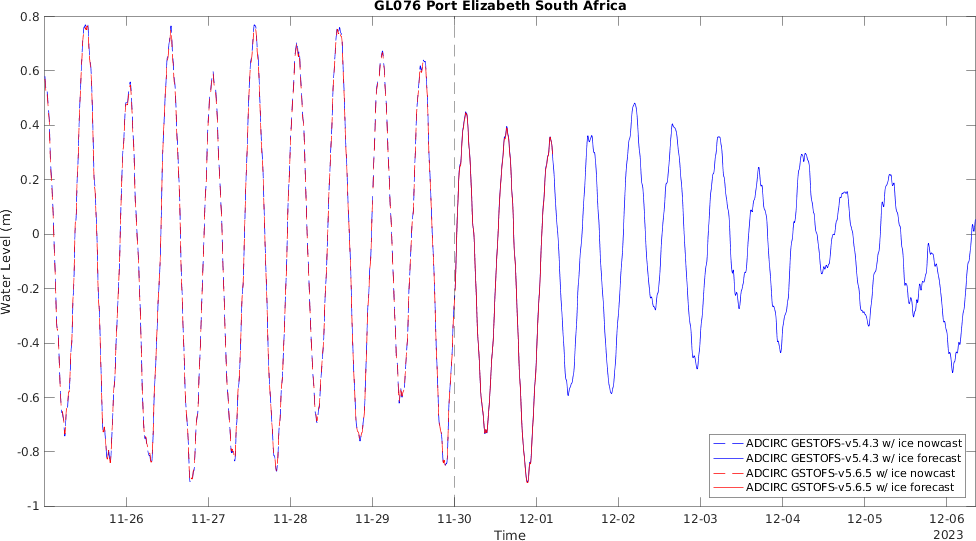 GL076 Port Elizabeth South Africa
0.8
0.6
0.4
0.2
0
-0.2
-0.4
-0.6
-0.8
-1
Water Level (m)
ADCIRC GESTOFS-v5.4.3 w/ ice nowcast
ADCIRC GESTOFS-v5.4.3 w/ ice forecast
ADCIRC GSTOFS-v5.6.5 w/ ice nowcast
ADCIRC GSTOFS-v5.6.5 w/ ice forecast
11-26 11-27 11-28 11-29 11-30 12-01 12-02 12-03 12-04 12-05 12-06
Time
2023